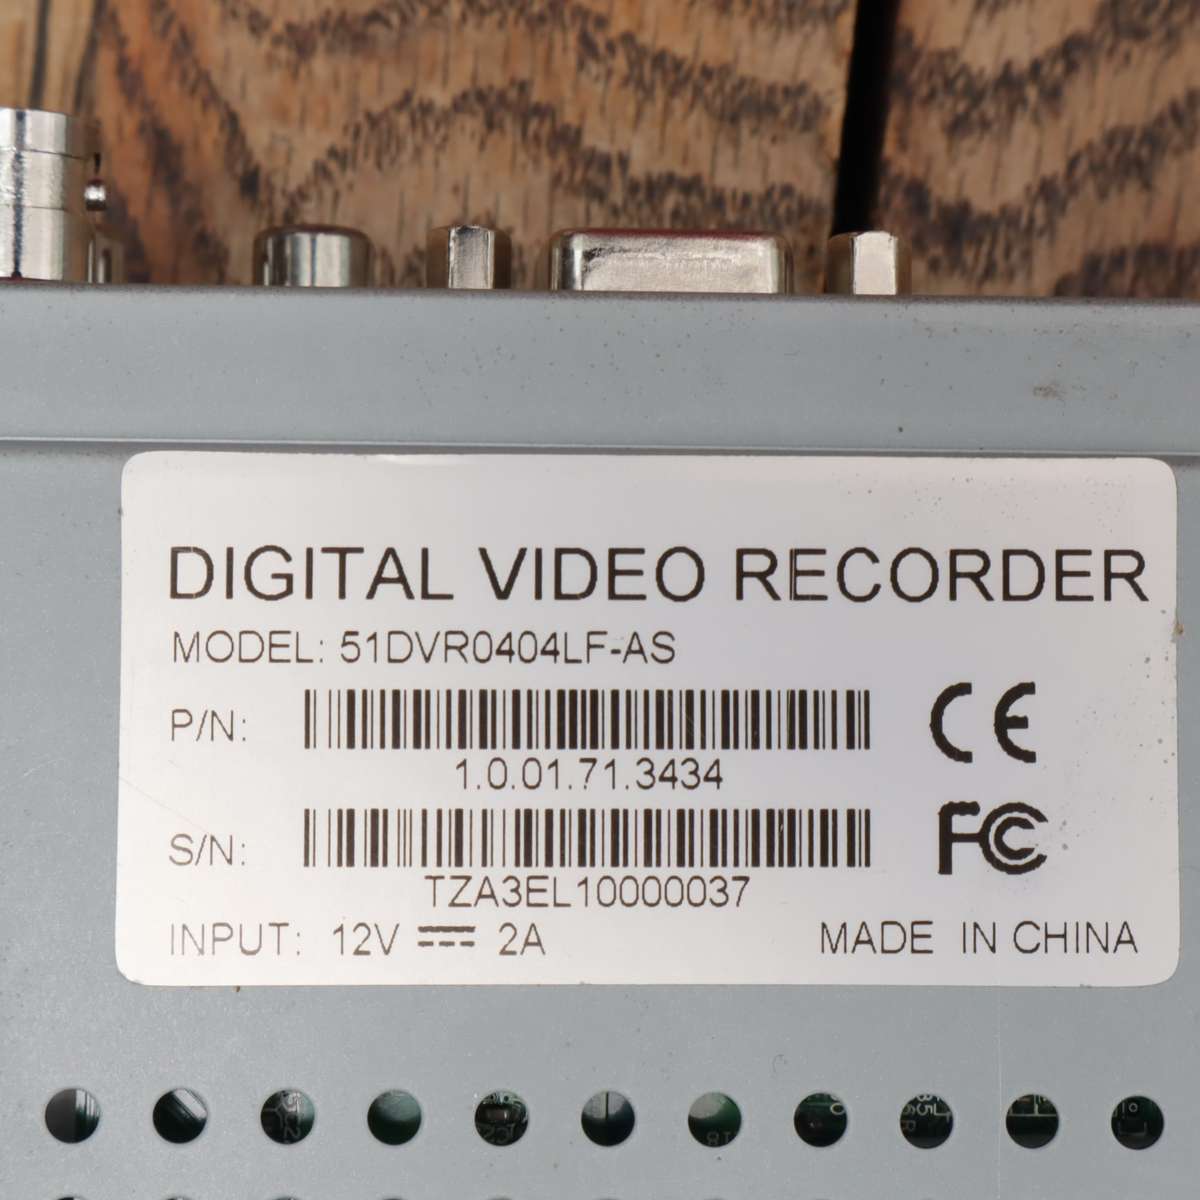 DIGITAL VIDEO RECORDER
MODEL: 51DVR0404LF-AS
P/N:
1.0.01.71.3434
CE
S/N:
TZA3EL10000037
FC
INPUT: 12V 2A
MADE IN CHINA